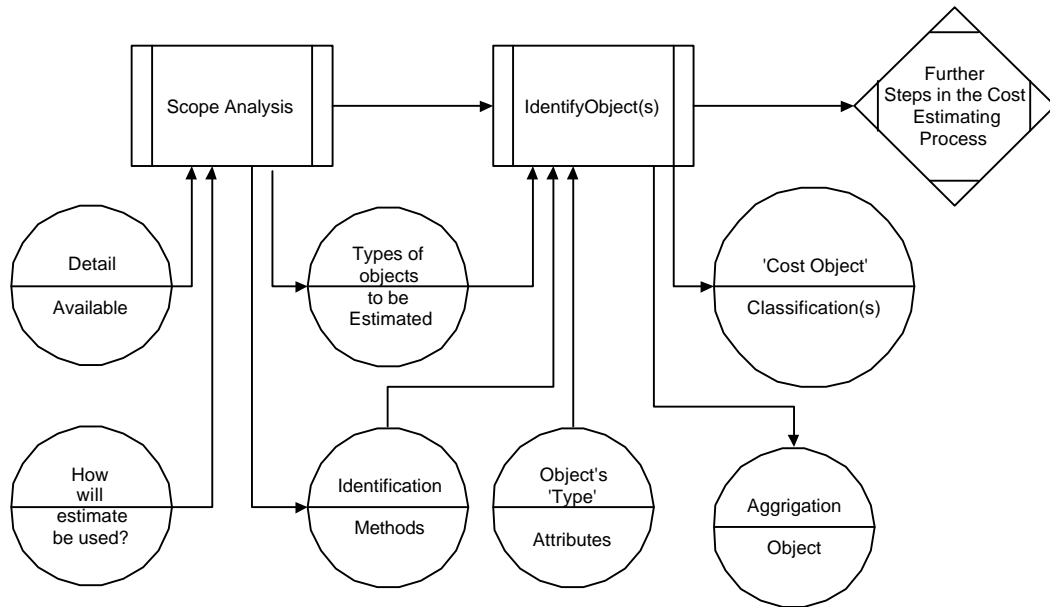 Scope Analysis
IdentifyObject(s)
Further
Steps in the Cost
Estimating
Process
Detail
Available
Types of
objects
to be
Estimated
'Cost Object'
Classification(s)
How
will
estimate
be used?
Identification
Methods
Object's
'Type'
Attributes
Aggrigation
Object